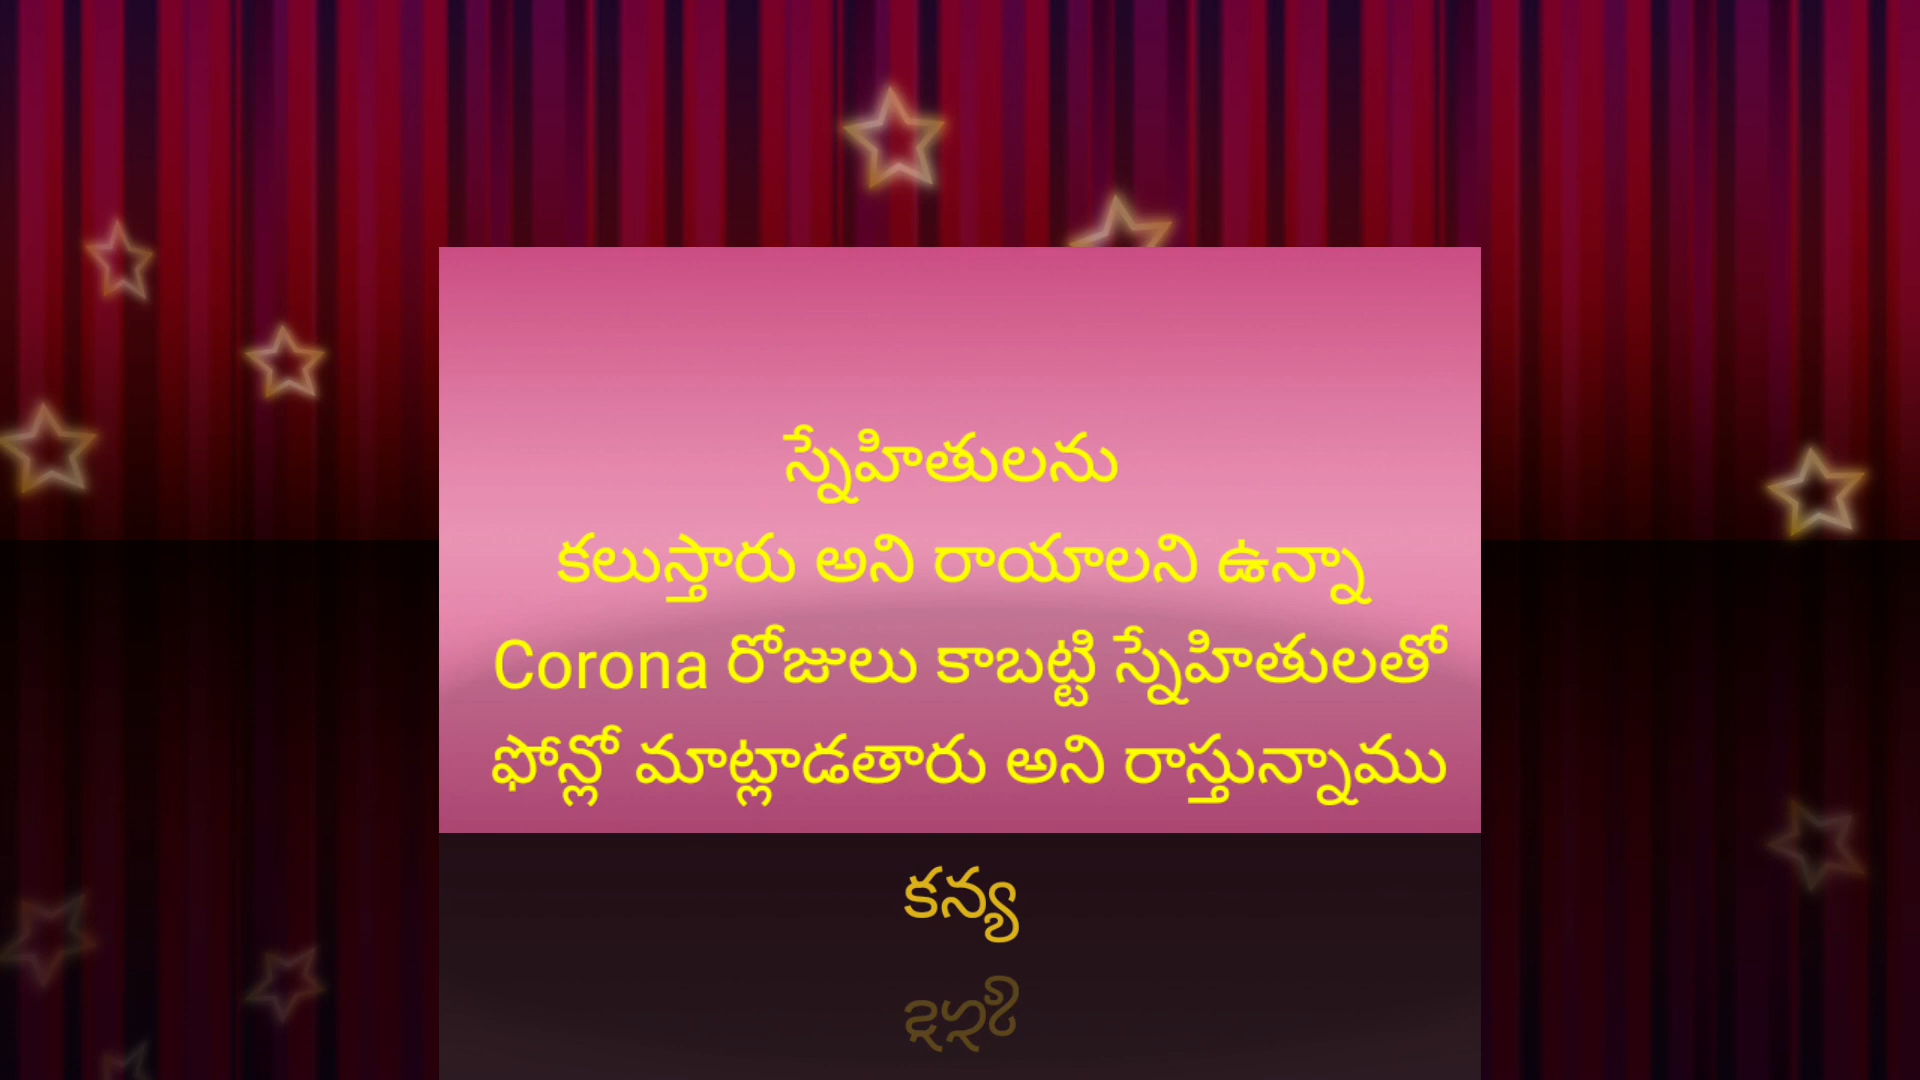 స్నేహితులను
కలుస్తారు అని రాయాలని ఉన్నా
Corona రోజులు కాబట్టి స్నేహితులతో
ఫోన్లో మాట్లాడతారు అని రాస్తున్నాము
కన్య